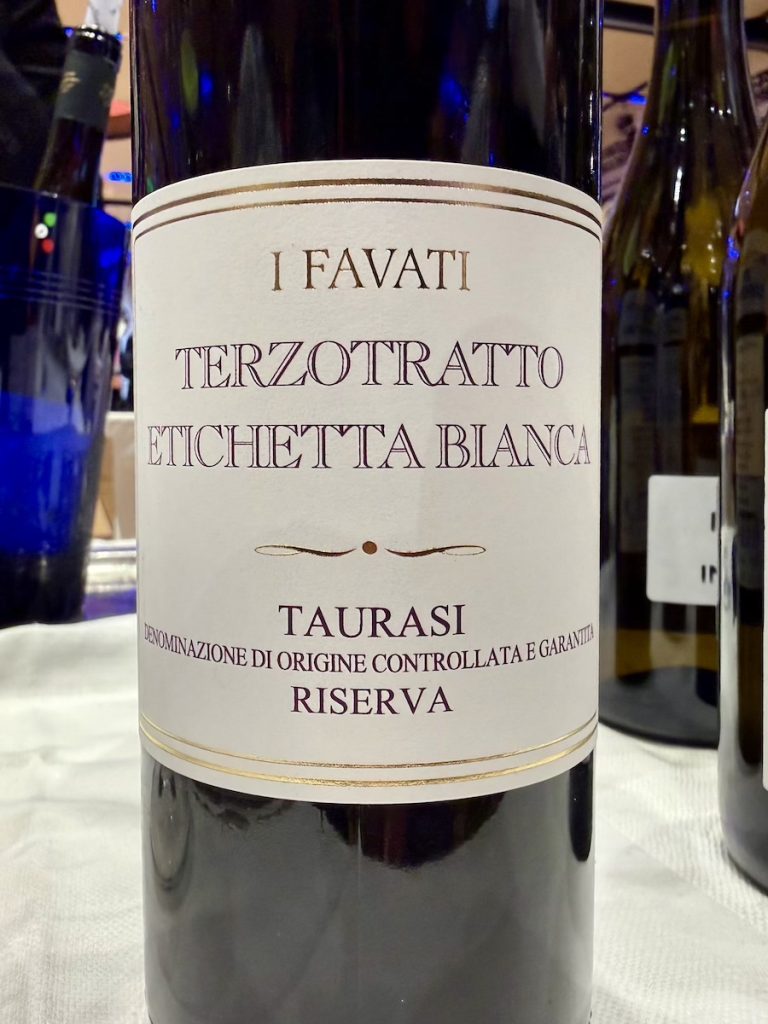 I FAVATI
TERZOTRATTO
ETICHETTA BIANCA
TAURASI
DENOMINAZIONE DI ORIGINE CONTROLLATA E GARANTITA
RISERVA